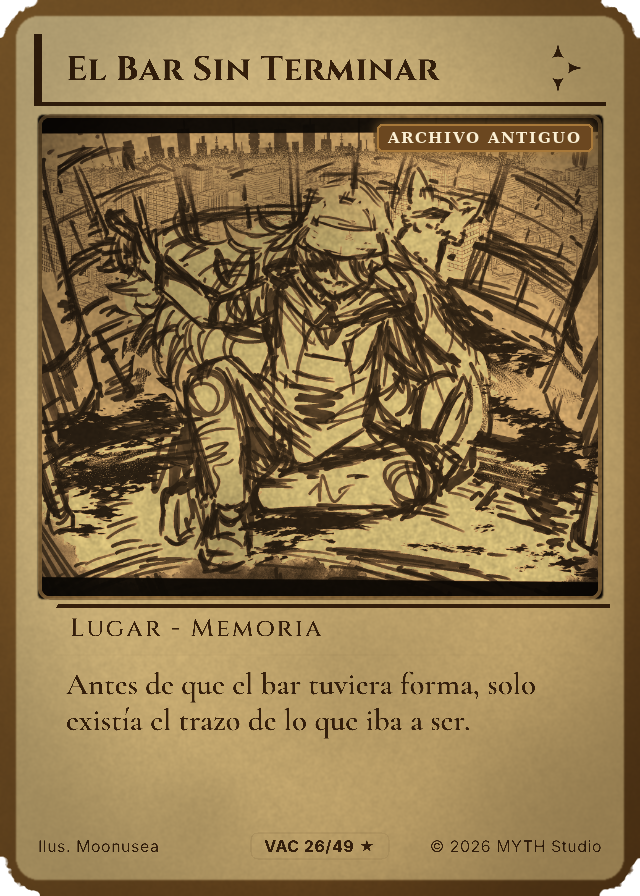 El Bar Sin Terminar
ARCHIVO ANTIGUO
Lugar - Memoria
Antes de que el bar tuviera forma, solo
existía el trazo de lo que iba a ser.
Ilus. Moonusea
VAC 26/49 ★
© 2026 MYTH Studio